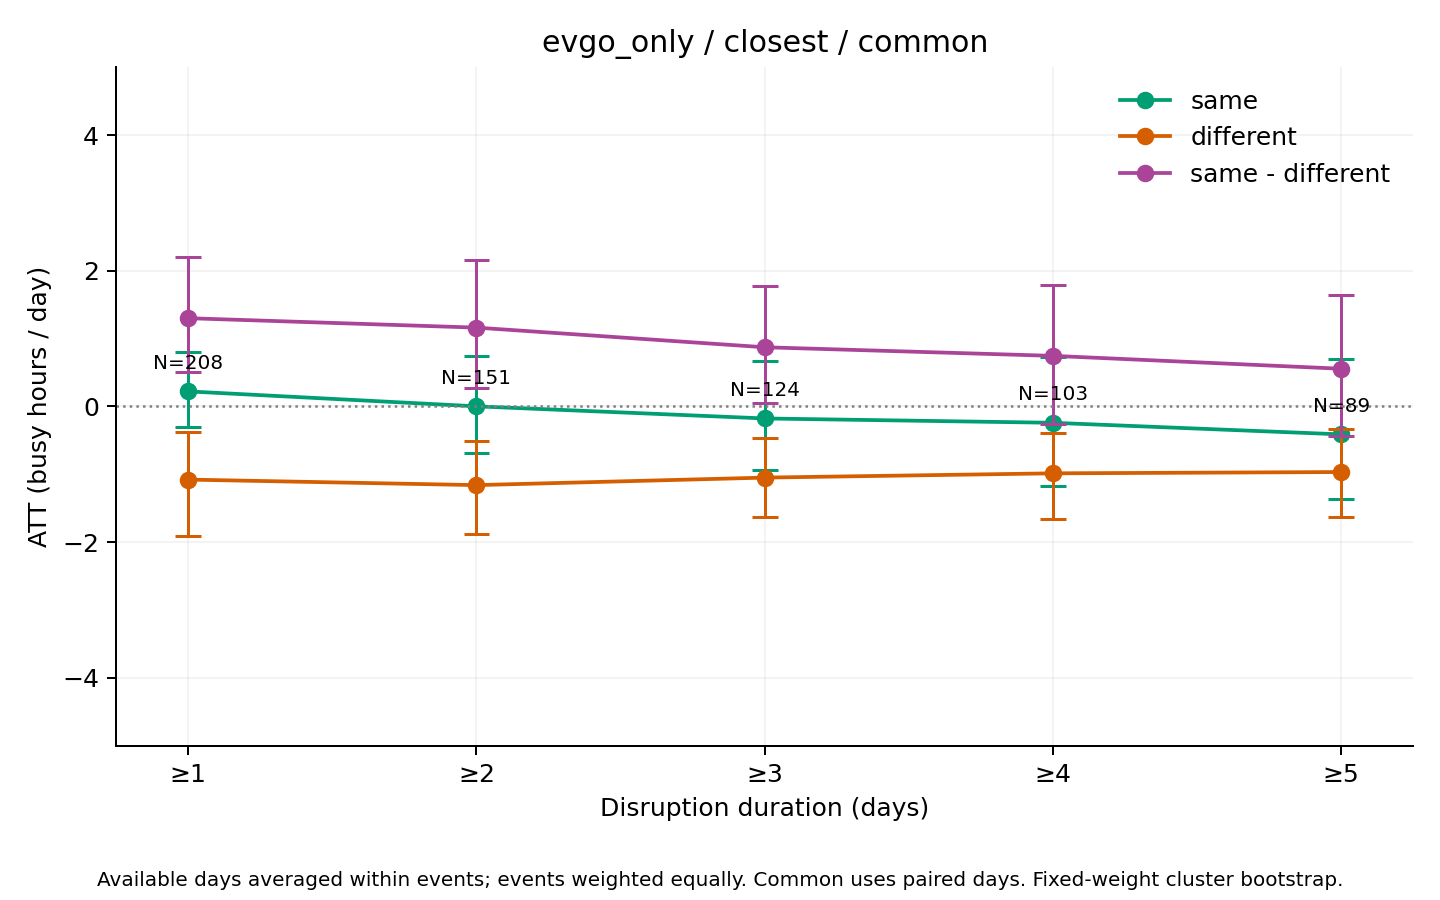 evgo_only / closest / common
same
different
same - different
ATT (busy hours / day)
4
2
0
−2
−4
N=208
N=151
N=124
N=103
N=89
≥1
≥2
≥3
≥4
≥5
Disruption duration (days)
Available days averaged within events; events weighted equally. Common uses paired days. Fixed-weight cluster bootstrap.